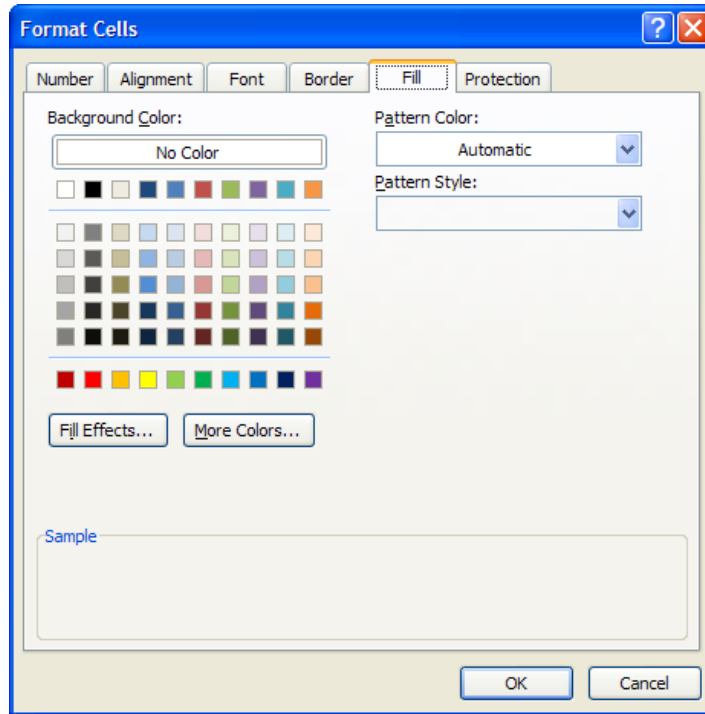 Format Cells
?
Number Alignment Font Border Fill Protection
Background Color:
No Color
Pattern Color:
Automatic
Pattern Style:
Fill Effects... More Colors...
Sample
OK Cancel